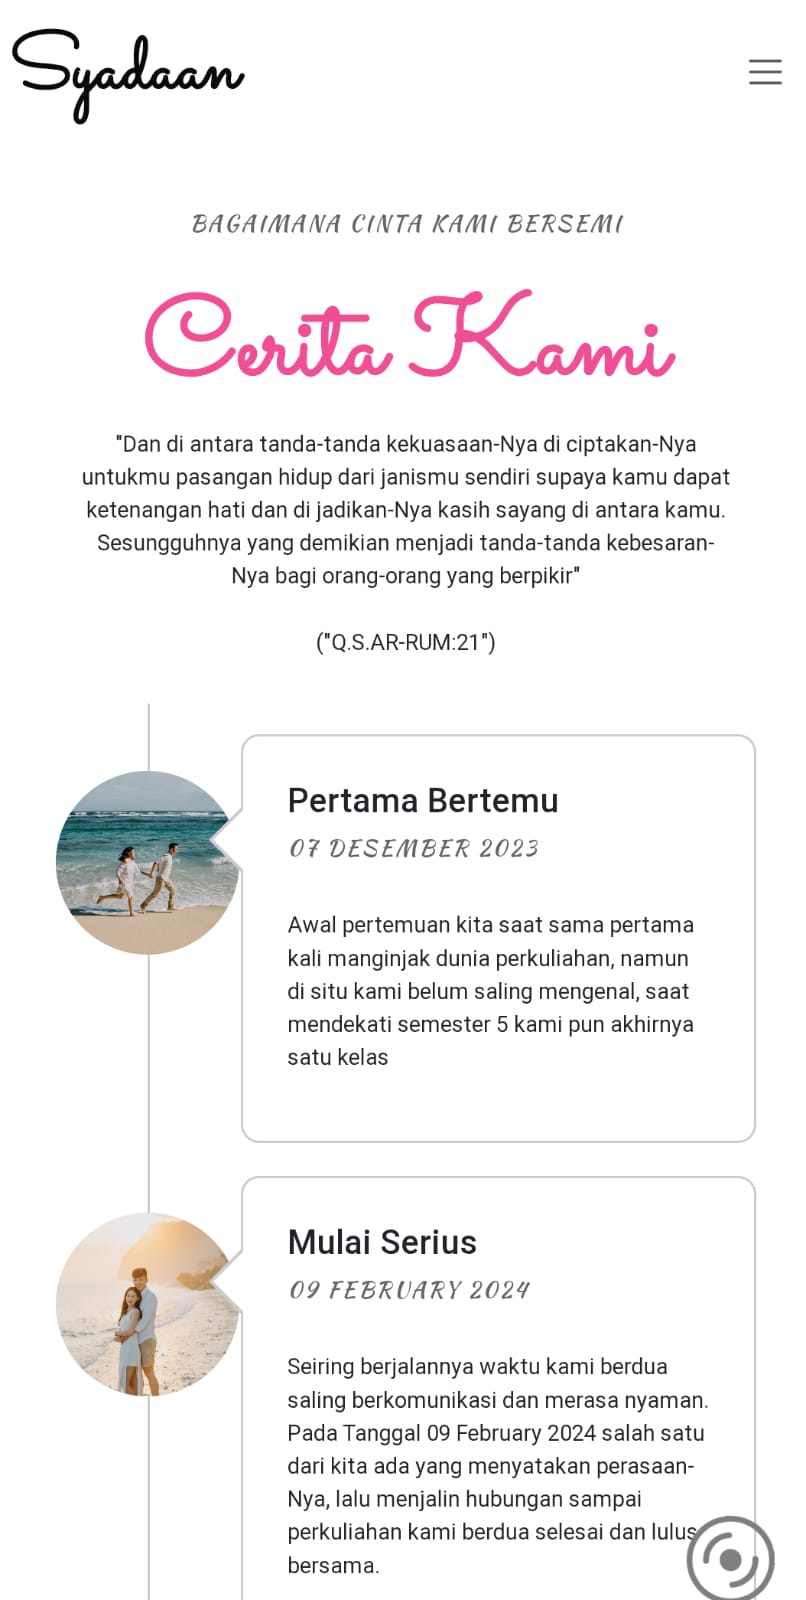 Syadaan
BAGAIMANA CINTA KAMI BERSEMI
Cerita Kami
"Dan di antara tanda-tanda kekuasaan-Nya di ciptakan-Nya
untukmu pasangan hidup dari janismu sendiri supaya kamu dapat
ketenangan hati dan di jadikan-Nya kasih sayang di antara kamu.
Sesungguhnya yang demikian menjadi tanda-tanda kebesaran-
Nya bagi orang-orang yang berpikir"
("Q.S.AR-RUM:21")
Pertama Bertemu
07 DESEMBER 2023
Awal pertemuan kita saat sama pertama
kali manginjak dunia perkuliahan, namun
di situ kami belum saling mengenal, saat
mendekati semester 5 kami pun akhirnya
satu kelas
Mulai Serius
09 FEBRUARY 2024
Seiring berjalannya waktu kami berdua
saling berkomunikasi dan merasa nyaman.
Pada Tanggal 09 February 2024 salah satu
dari kita ada yang menyatakan perasaan-
Nya, lalu menjalin hubungan sampai
perkuliahan kami berdua selesai dan lulus
bersama.